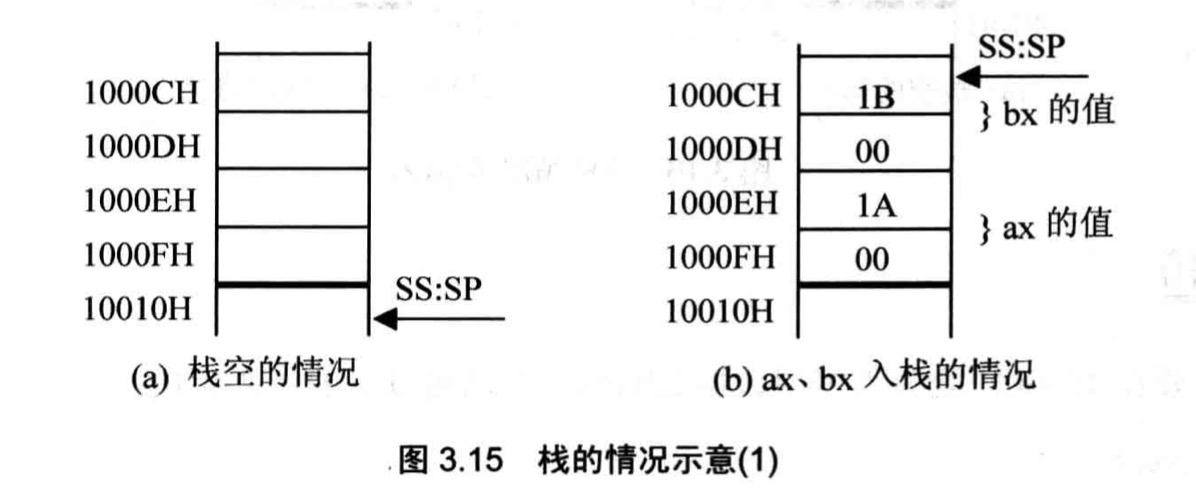 SS:SP
1000CH
1000CH 1B } bx 的值
1000DH
1000DH 00
1000EH
1000EH 1A } ax 的值
1000FH
1000FH 00
SS:SP
10010H
10010H
(a) 栈空的情况
(b) ax、bx 入栈的情况
图 3.15 栈的情况示意(1)